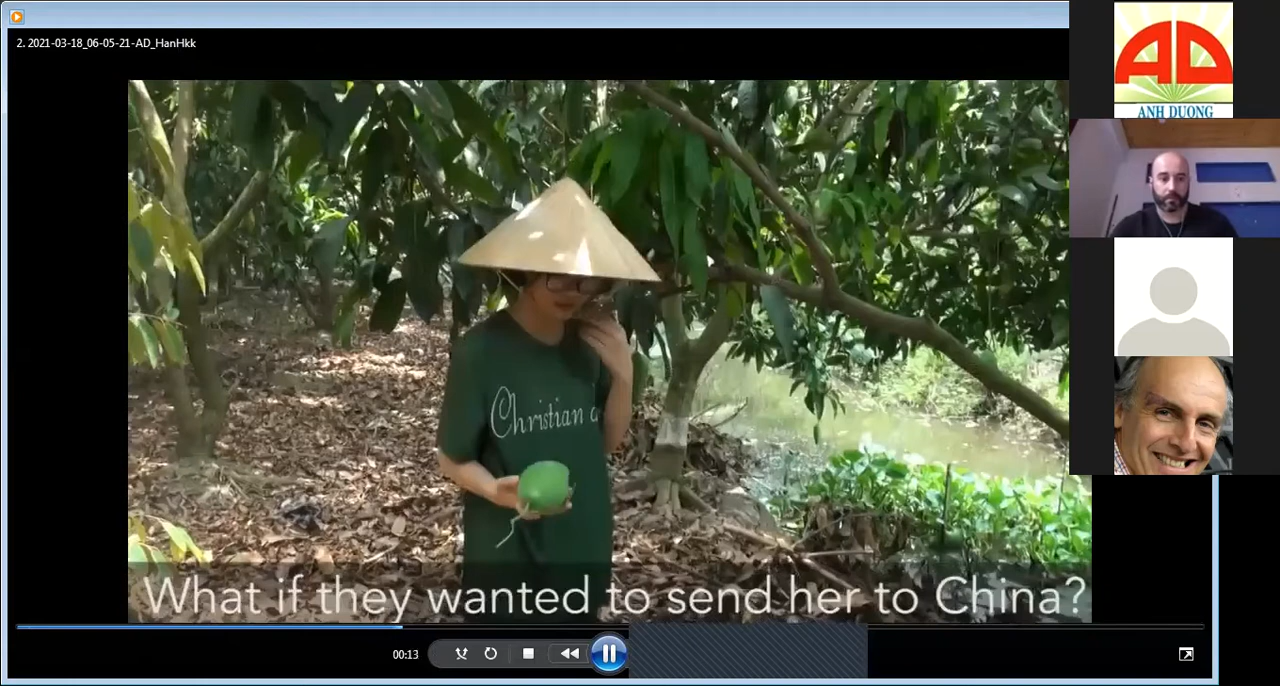 2. 2021-03-18_06-05-21-AD_HanHkk
AD
ANH DUONG
Christian
What if they wanted to send her to China?
00:13